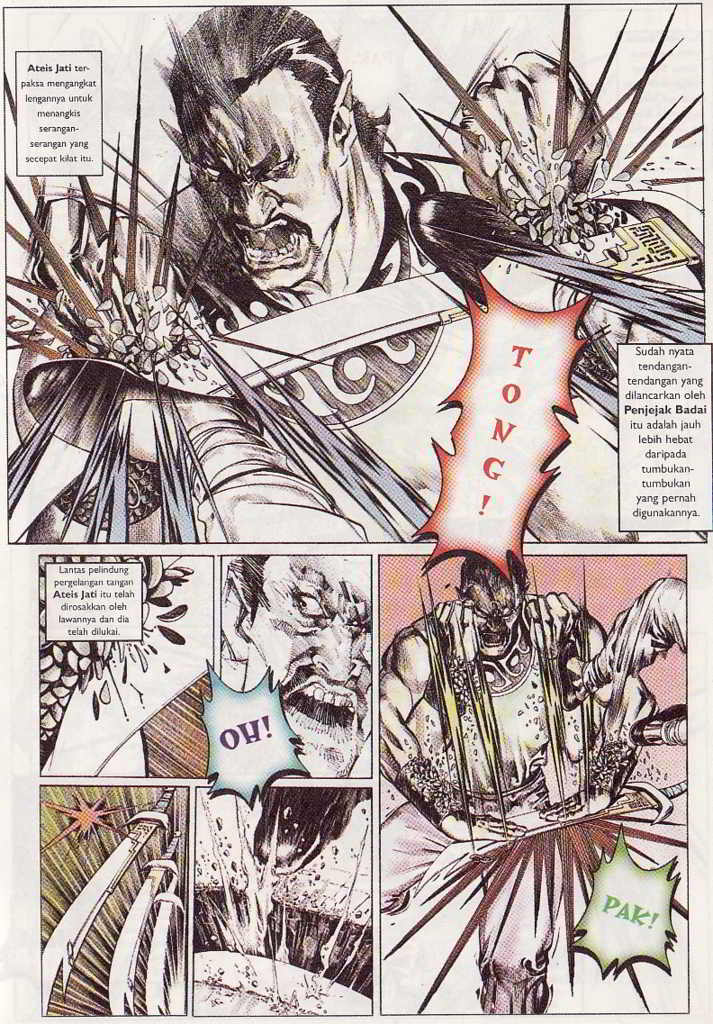 Ateis Jati ter-
paksa mengangkat
lengannya untuk
menangkis
serangan-
serangan yang
secepat kilat itu.
TONG!
Sudah nyata
tendangan-
tendangan yang
dilancarkan oleh
Penjejak Badai
itu adalah jauh
lebih hebat
daripada
tumbukan-
tumbukan
yang pernah
digunakannya.
Lantas pelindung
pergelangan tangan
Ateis Jati itu telah
dirosakkan oleh
lawannya dan dia
telah dilukai.
OH!
PAK!